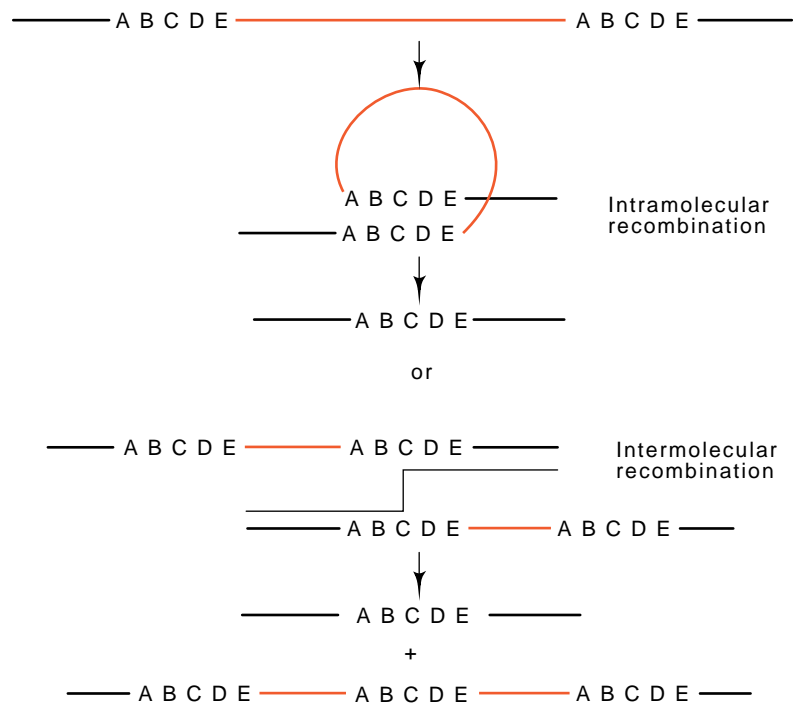 A B C D E A B C D E
A B C D E
Intramolecular
recombination
A B C D E
A B C D E
or
A B C D E A B C D E
Intermolecular
recombination
A B C D E A B C D E
A B C D E
+
A B C D E A B C D E A B C D E